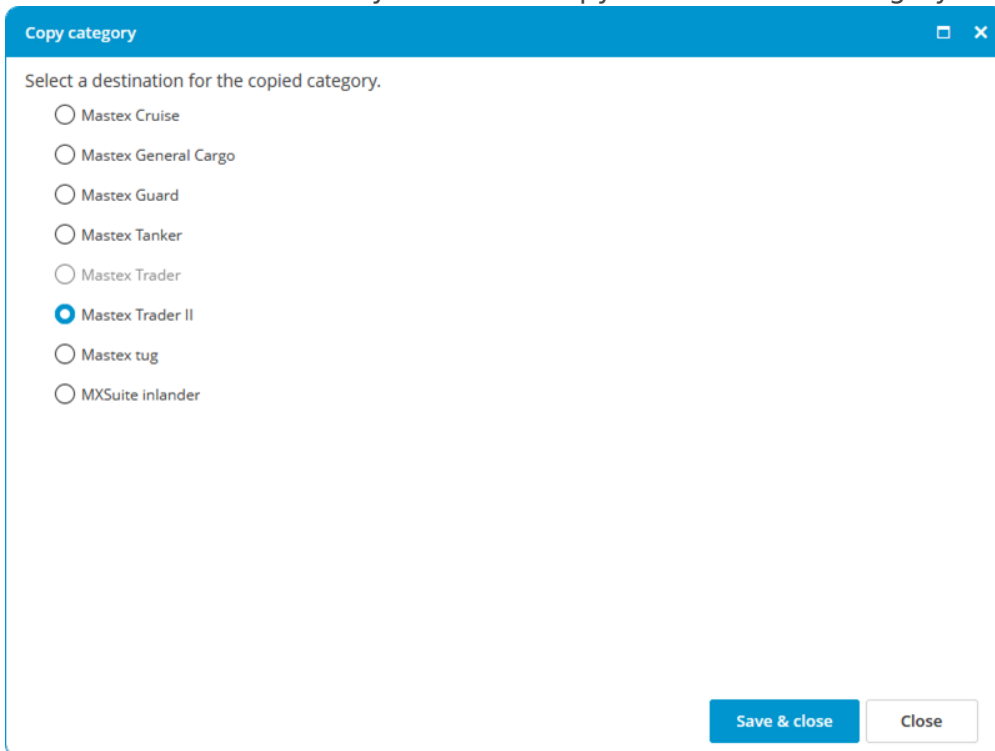 Copy category
Select a destination for the copied category.
Mastex Cruise
Mastex General Cargo
Mastex Guard
Mastex Tanker
Mastex Trader
Mastex Trader II
Mastex tug
MXSuite inlander
Save & close Close